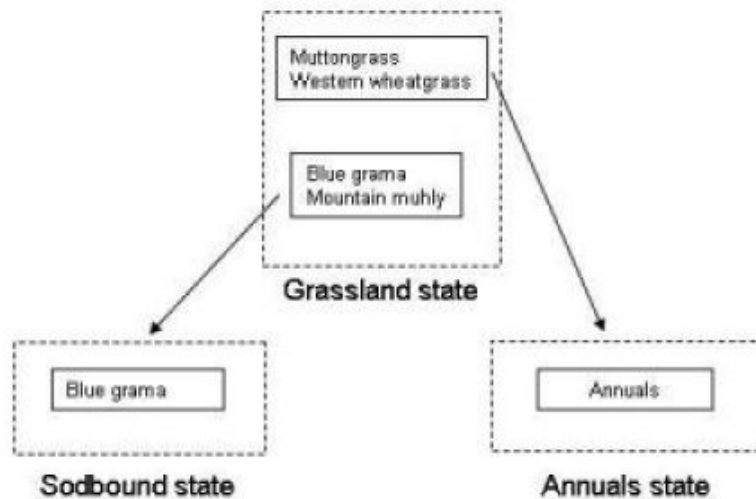 Muttongrass
Western wheatgrass
Blue grama
Mountain muhly
Grassland state
Blue grama
Annuals
Sodbound state
Annuals state